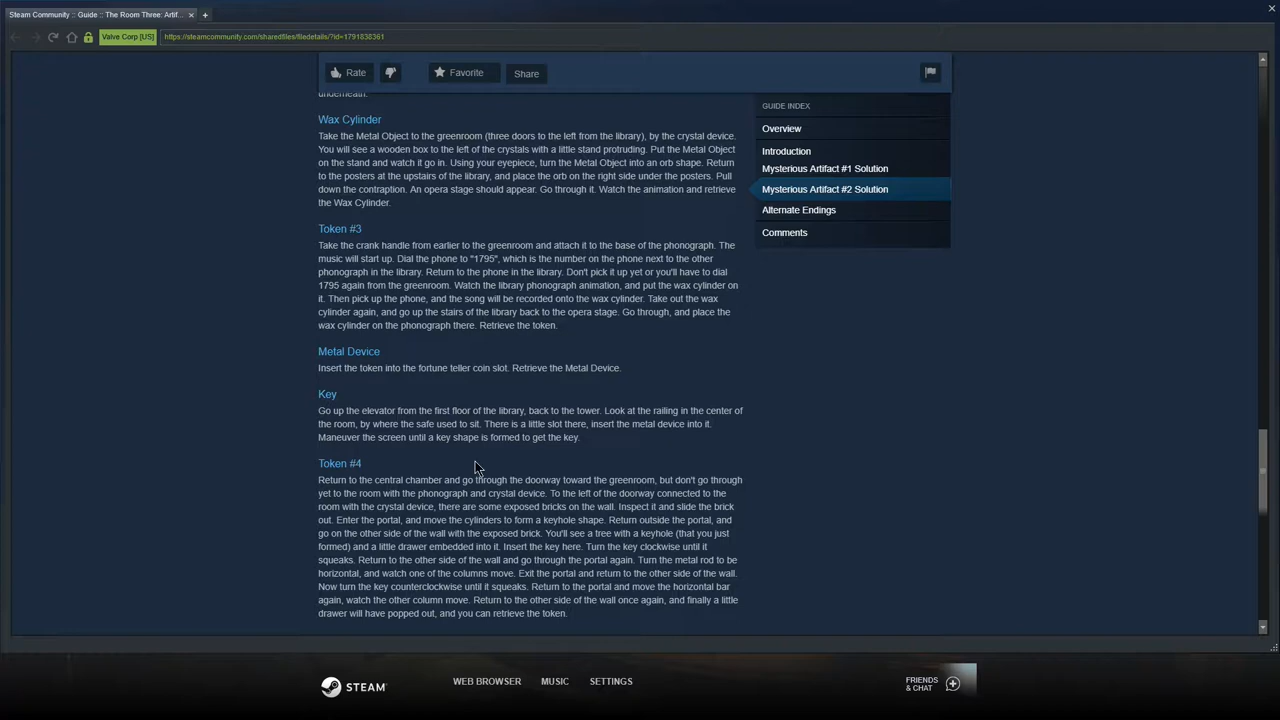 Steam Community :: Guide :: The Room Three: Artif...
Valve Corp [US]
https://steamcommunity.com/sharedfiles/filedetails/?id=1791838361
Rate
Favorite
Share
underneath.
Wax Cylinder
Take the Metal Object to the greenroom (three doors to the left from the library), by the crystal device.
You will see a wooden box to the left of the crystals with a little stand protruding. Put the Metal Object
on the stand and watch it go in. Using your eyepiece, turn the Metal Object into an orb shape. Return
to the posters at the upstairs of the library, and place the orb on the right side under the posters. Pull
down the contraption. An opera stage should appear. Go through it. Watch the animation and retrieve
the Wax Cylinder.
Token #3
Take the crank handle from earlier to the greenroom and attach it to the base of the phonograph. The
music will start up. Dial the phone to "1795", which is the number on the phone next to the other
phonograph in the library. Return to the phone in the library. Don't pick it up yet or you'll have to dial
1795 again from the greenroom. Watch the library phonograph animation, and put the wax cylinder on
it. Then pick up the phone, and the song will be recorded onto the wax cylinder. Take out the wax
cylinder again, and go up the stairs of the library back to the opera stage. Go through, and place the
wax cylinder on the phonograph there. Retrieve the token.
Metal Device
Insert the token into the fortune teller coin slot. Retrieve the Metal Device.
Key
Go up the elevator from the first floor of the library, back to the tower. Look at the railing in the center of
the room, by where the safe used to sit. There is a little slot there, insert the metal device into it.
Maneuver the screen until a key shape is formed to get the key.
Token #4
Return to the central chamber and go through the doorway toward the greenroom, but don't go through
yet to the room with the phonograph and crystal device. To the left of the doorway connected to the
room with the crystal device, there are some exposed bricks on the wall. Inspect it and slide the brick
out. Enter the portal, and move the cylinders to form a keyhole shape. Return outside the portal, and
go on the other side of the wall with the exposed brick. You'll see a tree with a keyhole (that you just
formed) and a little drawer embedded into it. Insert the key here. Turn the key clockwise until it
squeaks. Return to the other side of the wall and go through the portal again. Turn the metal rod to be
horizontal, and watch one of the columns move. Exit the portal and return to the other side of the wall.
Now turn the key counterclockwise until it squeaks. Return to the portal and move the horizontal bar
again, watch the other column move. Return to the other side of the wall once again, and finally a little
drawer will have popped out, and you can retrieve the token.
GUIDE INDEX
Overview
Introduction
Mysterious Artifact #1 Solution
Mysterious Artifact #2 Solution
Alternate Endings
Comments
STEAM
WEB BROWSER
MUSIC
SETTINGS
FRIENDS
& CHAT